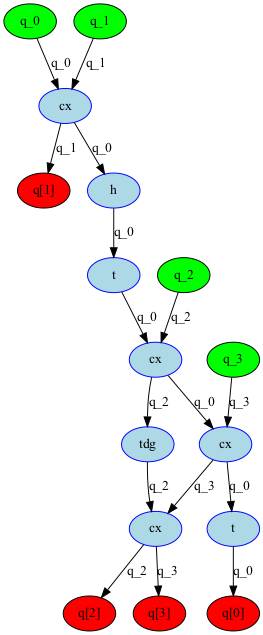 q_0 q_1
q_0 q_1
cx
q_1 q_0
q[1] h
q_0
t q_2
q_0 q_2
cx q_3
q_2 q_0 q_3
tdg cx
q_2 q_3 q_0
cx t
q_2 q_3 q_0
q[2] q[3] q[0]